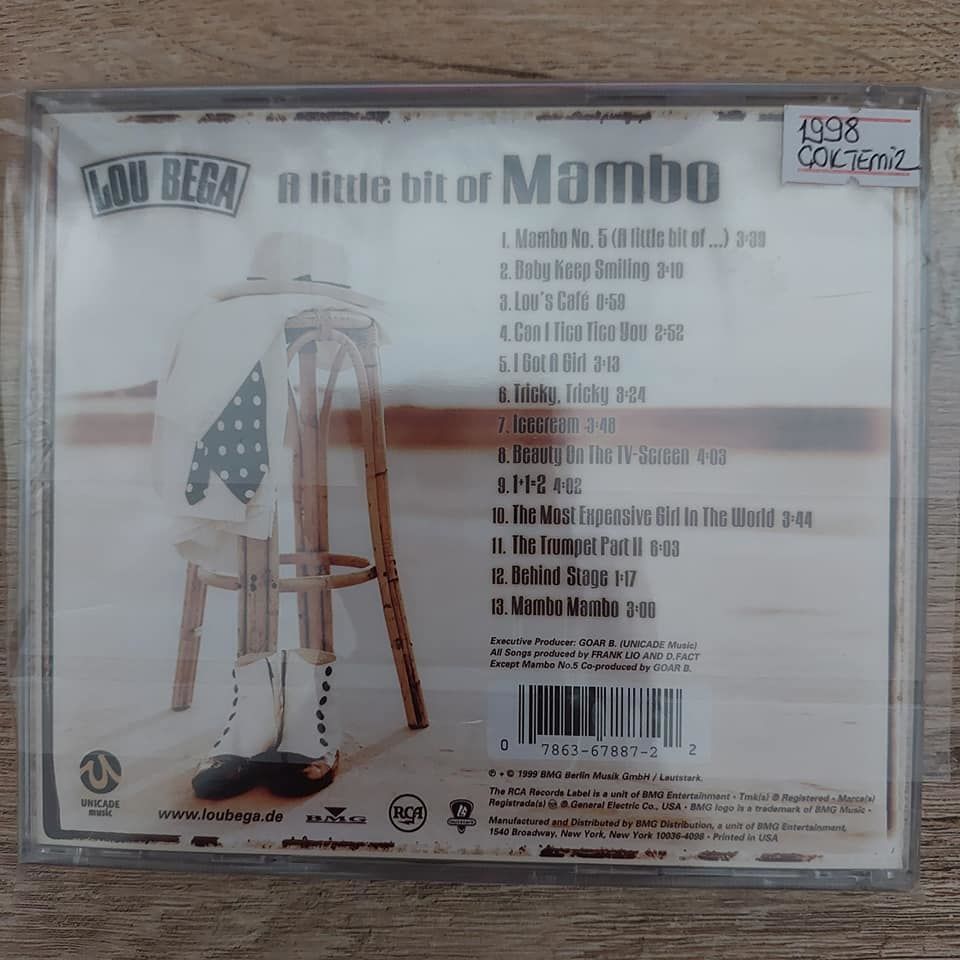 1998
ÇOKTEMİZ
LOU BEGA
A little bit of Mambo
1. Mambo No. 5 (A little bit of ...) 3:39
2. Baby Keep Smiling 3:10
3. Lou's Café 0:59
4. Can I Tico Tico You 2:52
5. I Got A Girl 3:13
6. Tricky, Tricky 3:24
7. Icecream 3:48
8. Beauty On The TV-Screen 4:03
9. 1+1=2 4:02
10. The Most Expensive Girl In The World 3:44
11. The Trumpet Part II 6:03
12. Behind Stage 1:17
13. Mambo Mambo 3:00
Executive Producer: GOAR B. (UNICADE Music)
All Songs produced by FRANK LIO AND D.FACT
Except Mambo No.5 Co-produced by GOAR B.
0 7863-67887-2 2
℗ + © 1999 BMG Berlin Musik GmbH / Lautstark.
The RCA Records Label is a unit of BMG Entertainment • Tmk(s) ® Registered • Marca(s)
Registrada(s) ® General Electric Co., USA • BMG logo is a trademark of BMG Music •
Manufactured and Distributed by BMG Distribution, a unit of BMG Entertainment,
1540 Broadway, New York, New York 10036-4098 • Printed in USA
UNICADE
music
www.loubega.de
BMG
RCA